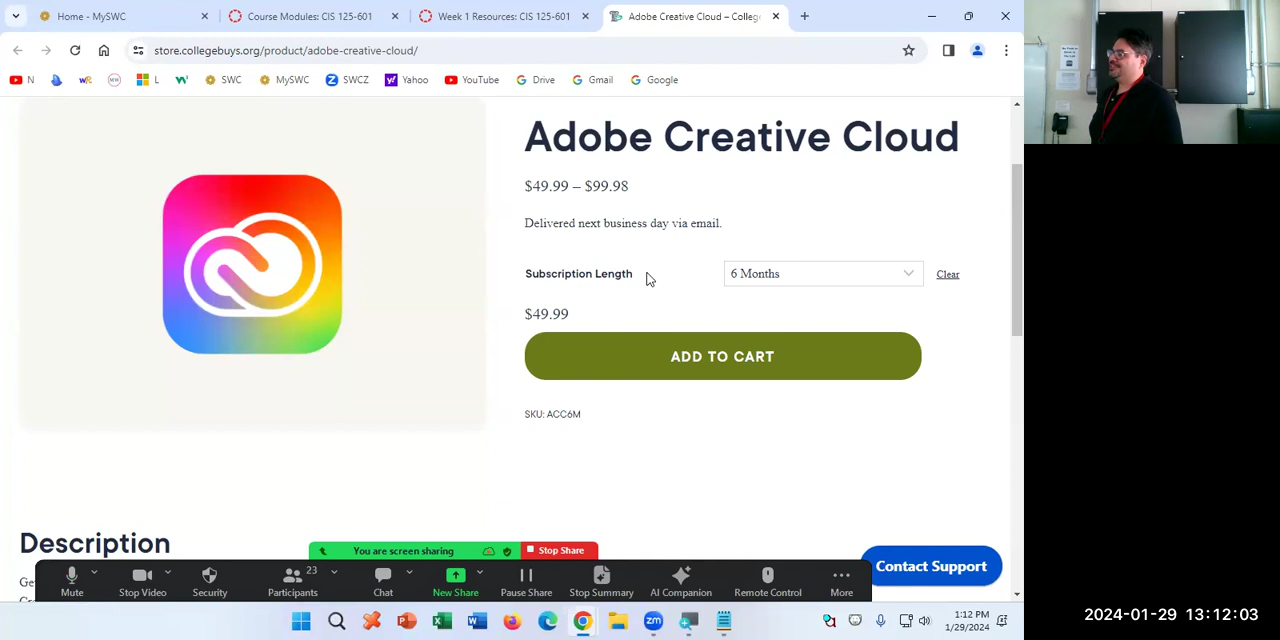 Home - MySWC
Course Modules: CIS 125-601
Week 1 Resources: CIS 125-601
Adobe Creative Cloud – Colleg
store.collegebuys.org/product/adobe-creative-cloud/
N
L
SWC
MySWC
SWCZ
Yahoo
YouTube
Drive
Gmail
Google
Adobe Creative Cloud
$49.99 – $99.98
Delivered next business day via email.
Subscription Length
6 Months
Clear
$49.99
ADD TO CART
SKU: ACC6M
Description
You are screen sharing
Stop Share
Contact Support
23
Mute
Stop Video
Security
Participants
Chat
New Share
Pause Share
Stop Summary
AI Companion
Remote Control
More
1:12 PM
1/29/2024
2024-01-29 13:12:03